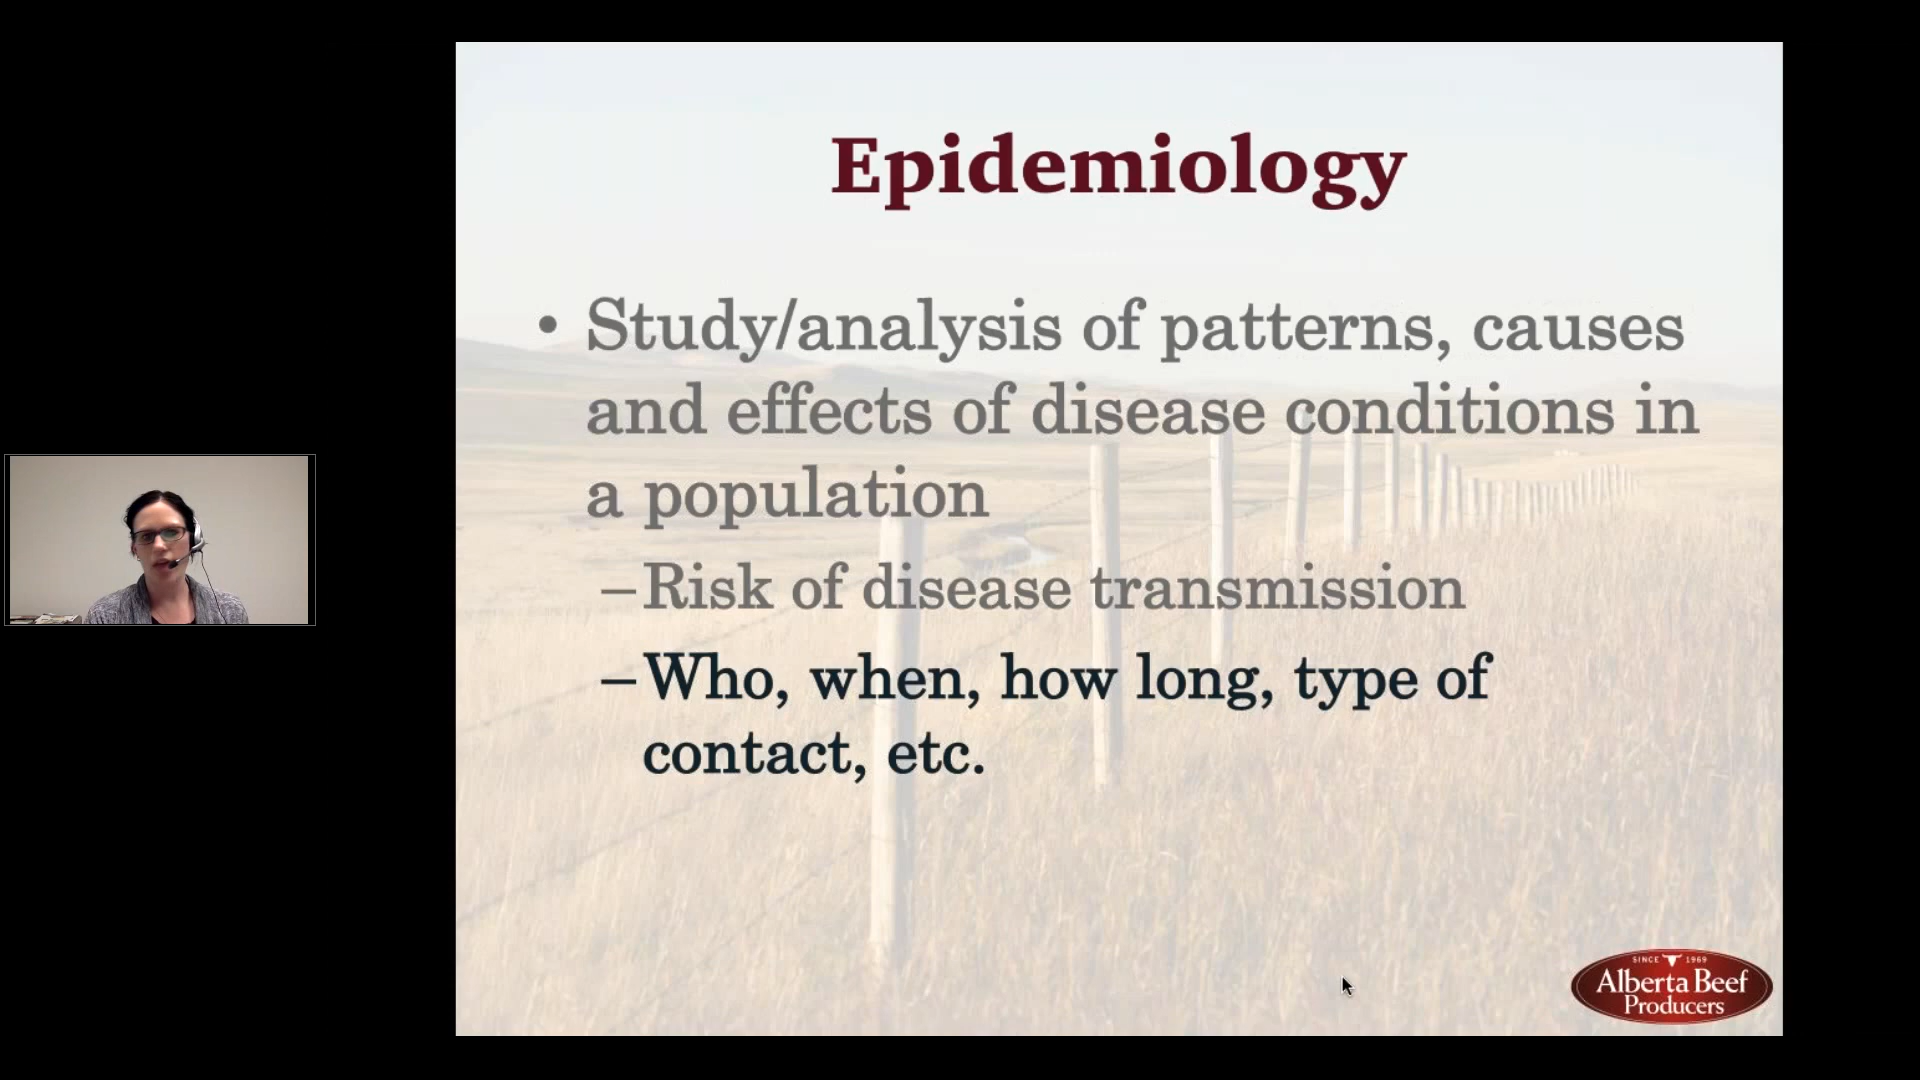 Epidemiology
• Study/analysis of patterns, causes
and effects of disease conditions in
a population
–Risk of disease transmission
–Who, when, how long, type of
contact, etc.
SINCE 1969
Alberta Beef
Producers